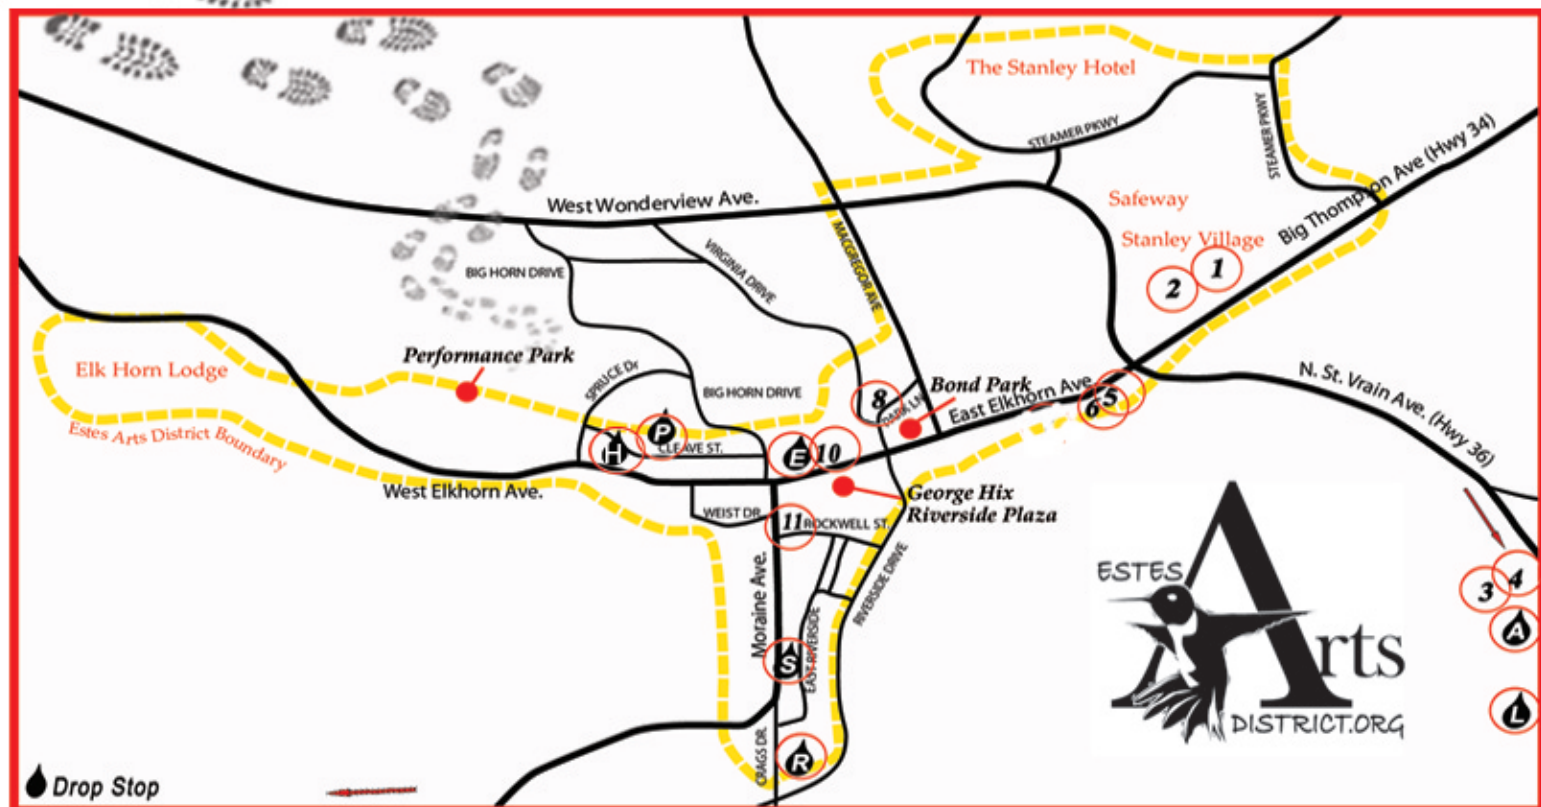 The Stanley Hotel
STEAMER PKWY
STEAMER PKWY
Big Thompson Ave (Hwy 34)
West Wonderview Ave.
Safeway
Stanley Village
MACGREGOR AVE
BIG HORN DRIVE
VIRGINIA DRIVE
1
2
Performance Park
Elk Horn Lodge
SPRUCE Dr
BIG HORN DRIVE
8
PARK LN
Bond Park
East Elkhorn Ave.
5
6
N. St. Vrain Ave. (Hwy 36)
Estes Arts District Boundary
P
H
CLEAVE ST.
E
10
West Elkhorn Ave.
George Hix
Riverside Plaza
WEIST DR.
11
ROCKWELL ST.
Moraine Ave.
RIVERSIDE DRIVE
EAST RIVERSIDE
S
ESTES
Arts
DISTRICT.ORG
3
4
A
L
CRAGS DR.
R
Drop Stop